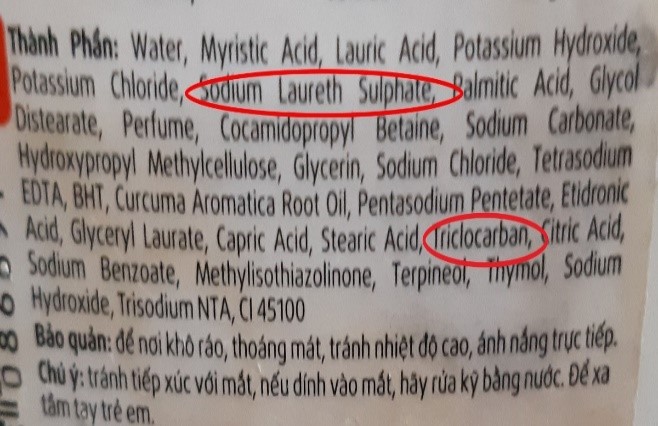 Thành Phần: Water, Myristic Acid, Lauric Acid, Potassium Hydroxide,
Potassium Chloride, Sodium Laureth Sulphate, Palmitic Acid, Glycol
Distearate, Perfume, Cocamidopropyl Betaine, Sodium Carbonate,
Hydroxypropyl Methylcellulose, Glycerin, Sodium Chloride, Tetrasodium
EDTA, BHT, Curcuma Aromatica Root Oil, Pentasodium Pentetate, Etidronic
Acid, Glyceryl Laurate, Capric Acid, Stearic Acid, Triclocarban, Citric Acid,
Sodium Benzoate, Methylisothiazolinone, Terpineol, Thymol, Sodium
Hydroxide, Trisodium NTA, CI 45100
Bảo quản: để nơi khô ráo, thoáng mát, tránh nhiệt độ cao, ánh nắng trực tiếp.
Chú ý: tránh tiếp xúc với mắt, nếu dính vào mắt, hãy rửa kỹ bằng nước. Để xa
tầm tay trẻ em.